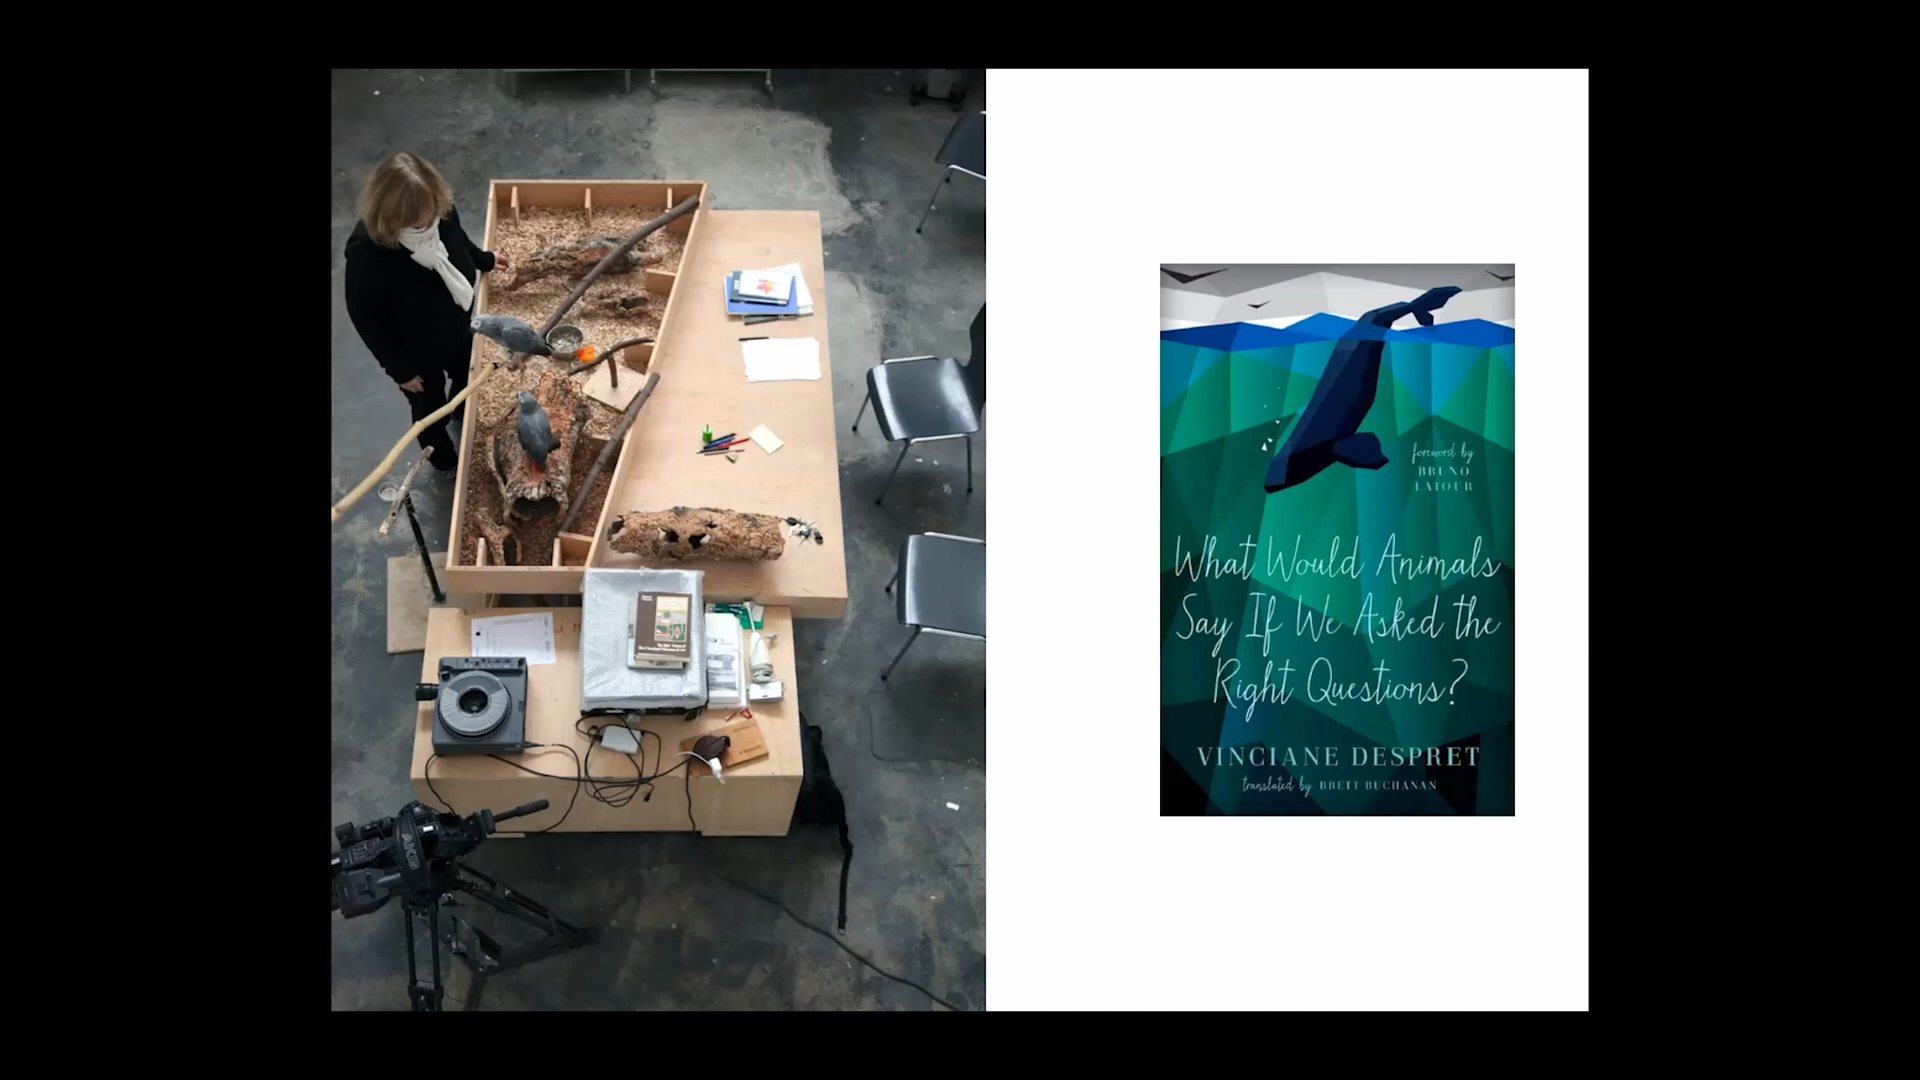 AKG
foreword by
BRUNO
LATOUR
What Would Animals
Say If We Asked the
Right Questions?
VINCIANE DESPRET
translated by BRETT BUCHANAN